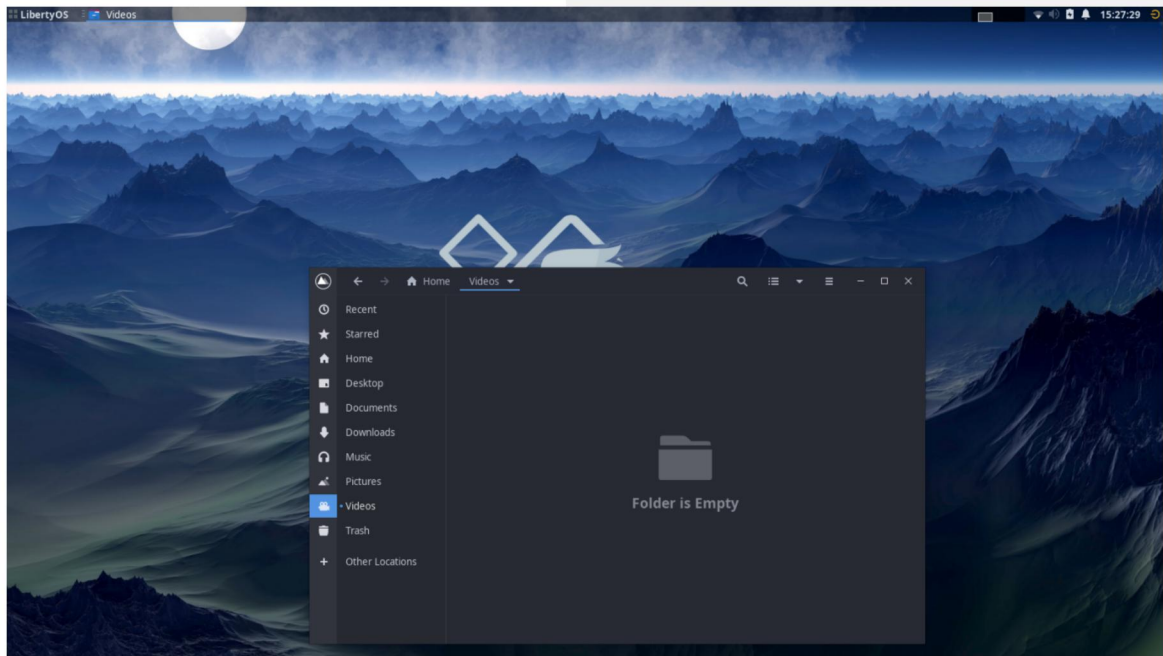 LibertyOS Videos 15:27:29
Home Videos
Recent
Starred
Home
Desktop
Documents
Downloads
Music
Pictures
Videos
Trash
Other Locations
Folder is Empty